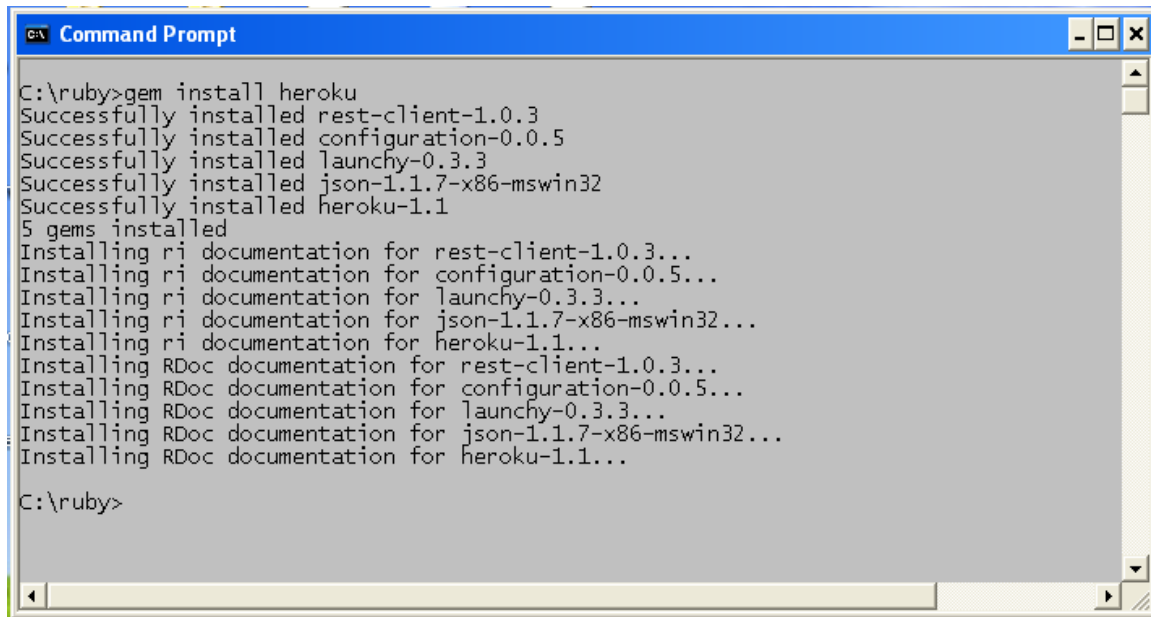 Command Prompt
C:\ruby>gem install heroku
Successfully installed rest-client-1.0.3
Successfully installed configuration-0.0.5
Successfully installed launchy-0.3.3
Successfully installed json-1.1.7-x86-mswin32
Successfully installed heroku-1.1
5 gems installed
Installing ri documentation for rest-client-1.0.3...
Installing ri documentation for configuration-0.0.5...
Installing ri documentation for launchy-0.3.3...
Installing ri documentation for json-1.1.7-x86-mswin32...
Installing ri documentation for heroku-1.1...
Installing RDoc documentation for rest-client-1.0.3...
Installing RDoc documentation for configuration-0.0.5...
Installing RDoc documentation for launchy-0.3.3...
Installing RDoc documentation for json-1.1.7-x86-mswin32...
Installing RDoc documentation for heroku-1.1...
C:\ruby>